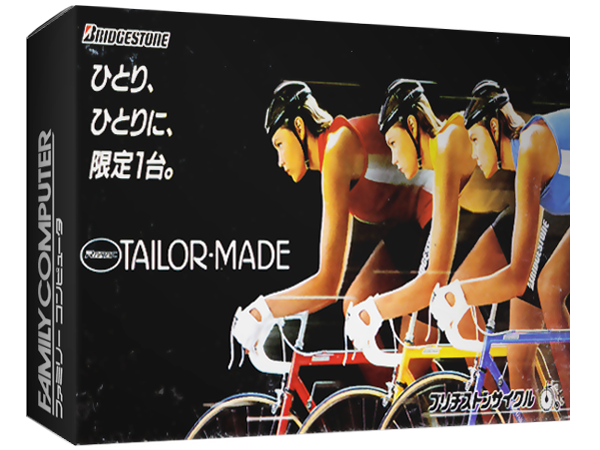 BRIDGESTONE
ひとり、
ひとりに、
限定1台。
TAILOR·MADE
BRIDGESTONE
ブリヂストンサイクル
FAMILY COMPUTER
ファミリー コンピュータ